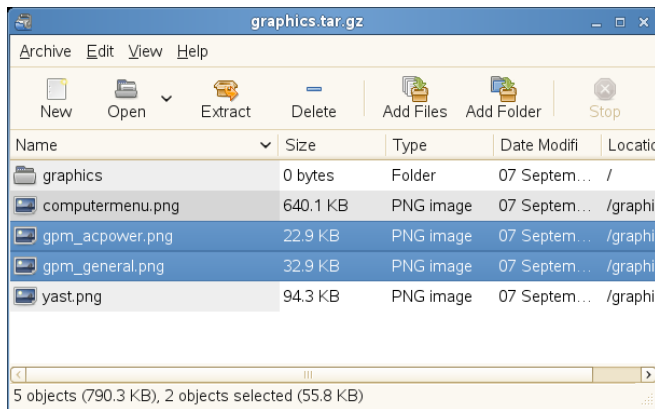 graphics.tar.gz
Archive Edit View Help
New Open Extract Delete Add Files Add Folder Stop
Name Size Type Date Modifi Locatic
graphics 0 bytes Folder 07 Septem... /
computermenu.png 640.1 KB PNG image 07 Septem... /graphi
gpm_acpower.png 22.9 KB PNG image 07 Septem... /graphi
gpm_general.png 32.9 KB PNG image 07 Septem... /graphi
yast.png 94.3 KB PNG image 07 Septem... /graphi
5 objects (790.3 KB), 2 objects selected (55.8 KB)